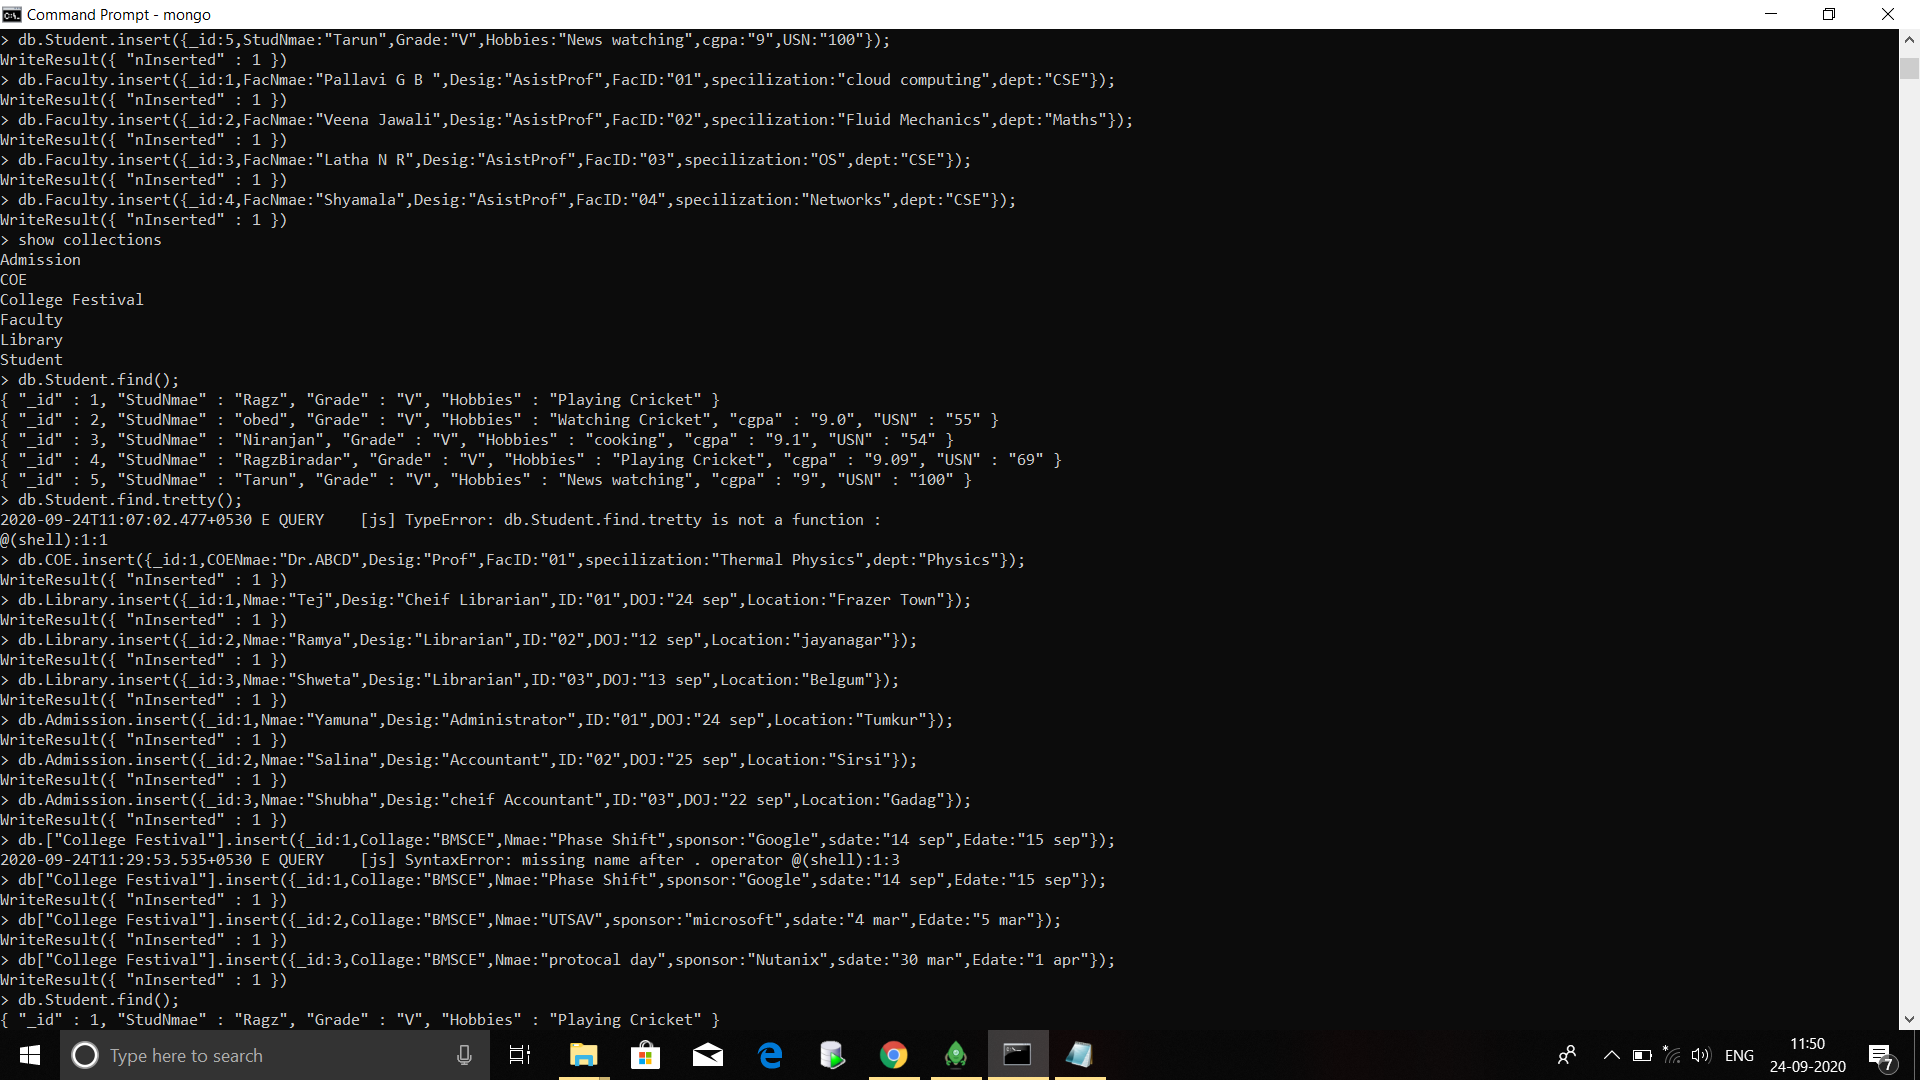 Command Prompt - mongo
> db.Student.insert({_id:5,StudNmae:"Tarun",Grade:"V",Hobbies:"News watching",cgpa:"9",USN:"100"});
WriteResult({ "nInserted" : 1 })
> db.Faculty.insert({_id:1,FacNmae:"Pallavi G B ",Desig:"AsistProf",FacID:"01",specilization:"cloud computing",dept:"CSE"});
WriteResult({ "nInserted" : 1 })
> db.Faculty.insert({_id:2,FacNmae:"Veena Jawali",Desig:"AsistProf",FacID:"02",specilization:"Fluid Mechanics",dept:"Maths"});
WriteResult({ "nInserted" : 1 })
> db.Faculty.insert({_id:3,FacNmae:"Latha N R",Desig:"AsistProf",FacID:"03",specilization:"OS",dept:"CSE"});
WriteResult({ "nInserted" : 1 })
> db.Faculty.insert({_id:4,FacNmae:"Shyamala",Desig:"AsistProf",FacID:"04",specilization:"Networks",dept:"CSE"});
WriteResult({ "nInserted" : 1 })
> show collections
Admission
COE
College Festival
Faculty
Library
Student
> db.Student.find();
{ "_id" : 1, "StudNmae" : "Ragz", "Grade" : "V", "Hobbies" : "Playing Cricket" }
{ "_id" : 2, "StudNmae" : "obed", "Grade" : "V", "Hobbies" : "Watching Cricket", "cgpa" : "9.0", "USN" : "55" }
{ "_id" : 3, "StudNmae" : "Niranjan", "Grade" : "V", "Hobbies" : "cooking", "cgpa" : "9.1", "USN" : "54" }
{ "_id" : 4, "StudNmae" : "RagzBiradar", "Grade" : "V", "Hobbies" : "Playing Cricket", "cgpa" : "9.09", "USN" : "69" }
{ "_id" : 5, "StudNmae" : "Tarun", "Grade" : "V", "Hobbies" : "News watching", "cgpa" : "9", "USN" : "100" }
> db.Student.find.tretty();
2020-09-24T11:07:02.477+0530 E QUERY    [js] TypeError: db.Student.find.tretty is not a function :
@(shell):1:1
> db.COE.insert({_id:1,COENmae:"Dr.ABCD",Desig:"Prof",FacID:"01",specilization:"Thermal Physics",dept:"Physics"});
WriteResult({ "nInserted" : 1 })
> db.Library.insert({_id:1,Nmae:"Tej",Desig:"Cheif Librarian",ID:"01",DOJ:"24 sep",Location:"Frazer Town"});
WriteResult({ "nInserted" : 1 })
> db.Library.insert({_id:2,Nmae:"Ramya",Desig:"Librarian",ID:"02",DOJ:"12 sep",Location:"jayanagar"});
WriteResult({ "nInserted" : 1 })
> db.Library.insert({_id:3,Nmae:"Shweta",Desig:"Librarian",ID:"03",DOJ:"13 sep",Location:"Belgum"});
WriteResult({ "nInserted" : 1 })
> db.Admission.insert({_id:1,Nmae:"Yamuna",Desig:"Administrator",ID:"01",DOJ:"24 sep",Location:"Tumkur"});
WriteResult({ "nInserted" : 1 })
> db.Admission.insert({_id:2,Nmae:"Salina",Desig:"Accountant",ID:"02",DOJ:"25 sep",Location:"Sirsi"});
WriteResult({ "nInserted" : 1 })
> db.Admission.insert({_id:3,Nmae:"Shubha",Desig:"cheif Accountant",ID:"03",DOJ:"22 sep",Location:"Gadag"});
WriteResult({ "nInserted" : 1 })
> db.["College Festival"].insert({_id:1,Collage:"BMSCE",Nmae:"Phase Shift",sponsor:"Google",sdate:"14 sep",Edate:"15 sep"});
2020-09-24T11:29:53.535+0530 E QUERY    [js] SyntaxError: missing name after . operator @(shell):1:3
> db["College Festival"].insert({_id:1,Collage:"BMSCE",Nmae:"Phase Shift",sponsor:"Google",sdate:"14 sep",Edate:"15 sep"});
WriteResult({ "nInserted" : 1 })
> db["College Festival"].insert({_id:2,Collage:"BMSCE",Nmae:"UTSAV",sponsor:"microsoft",sdate:"4 mar",Edate:"5 mar"});
WriteResult({ "nInserted" : 1 })
> db["College Festival"].insert({_id:3,Collage:"BMSCE",Nmae:"protocal day",sponsor:"Nutanix",sdate:"30 mar",Edate:"1 apr"});
WriteResult({ "nInserted" : 1 })
> db.Student.find();
{ "_id" : 1, "StudNmae" : "Ragz", "Grade" : "V", "Hobbies" : "Playing Cricket" }
Type here to search
ENG
11:50
24-09-2020
7